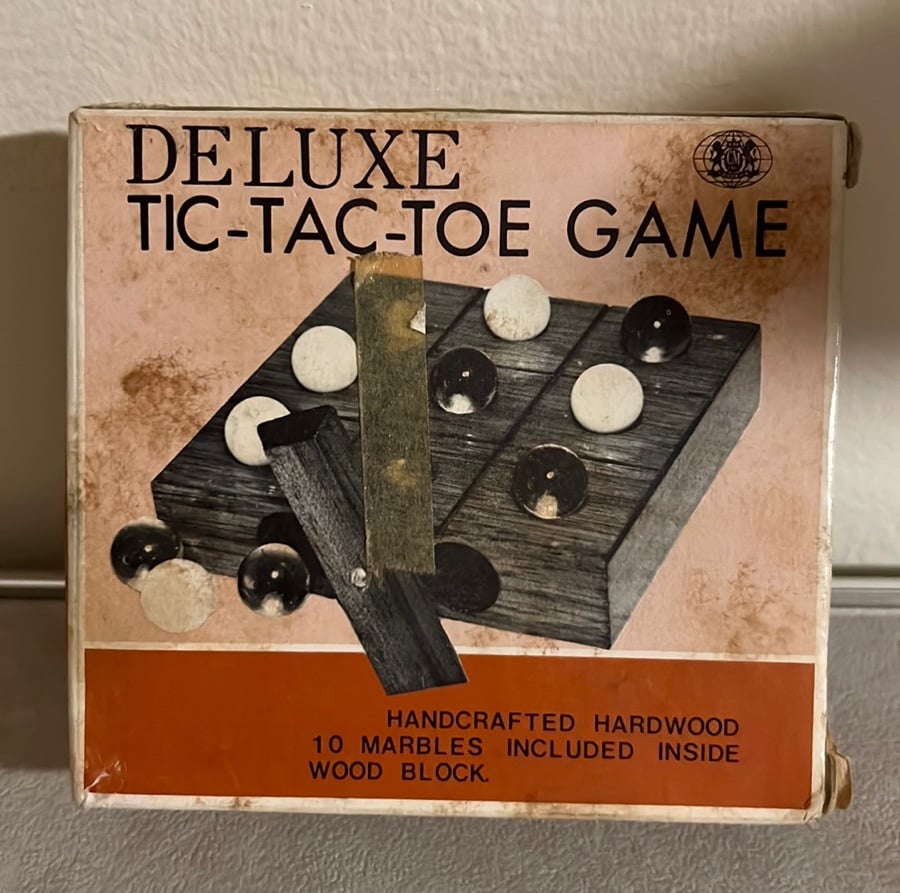 DELUXE
TIC-TAC-TOE GAME
HANDCRAFTED HARDWOOD
10 MARBLES INCLUDED INSIDE
WOOD BLOCK.